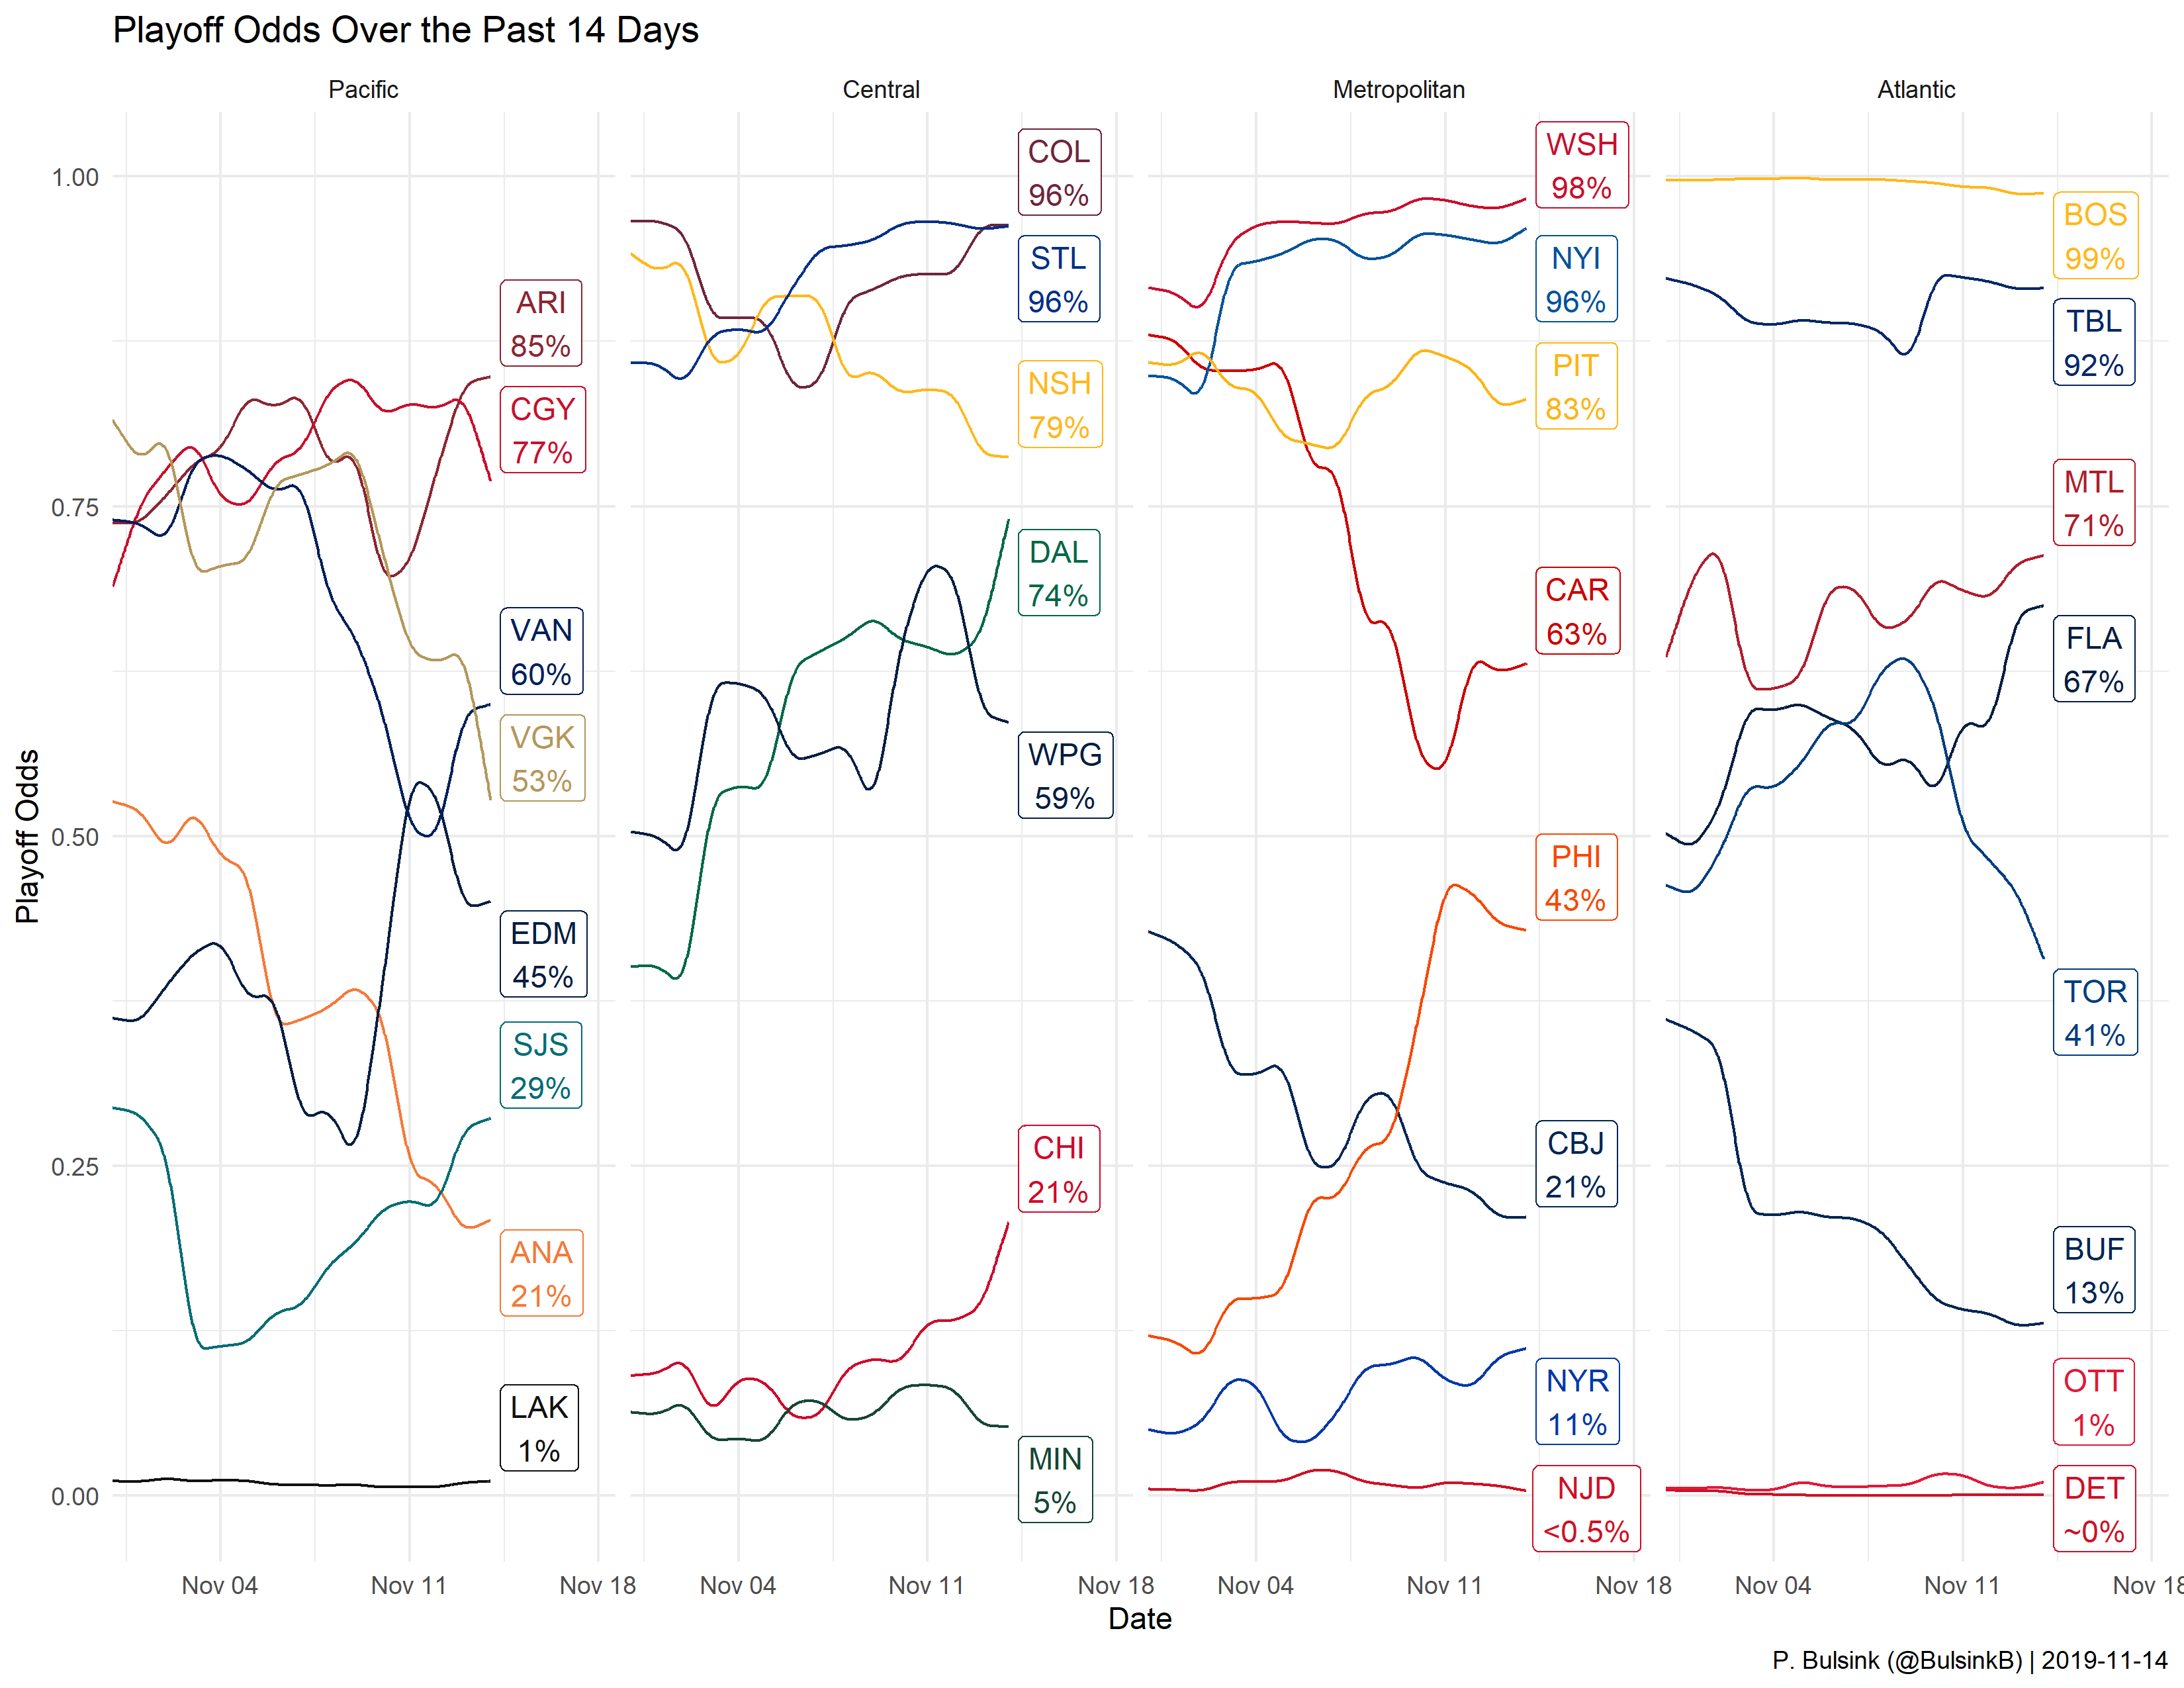 Playoff Odds Over the Past 14 Days
Pacific
Central
Metropolitan
Atlantic
Playoff Odds
1.00
0.75
0.50
0.25
0.00
ARI
85%
CGY
77%
VAN
60%
VGK
53%
EDM
45%
SJS
29%
ANA
21%
LAK
1%
COL
96%
STL
96%
NSH
79%
DAL
74%
WPG
59%
CHI
21%
MIN
5%
WSH
98%
NYI
96%
PIT
83%
CAR
63%
PHI
43%
CBJ
21%
NYR
11%
NJD
<0.5%
BOS
99%
TBL
92%
MTL
71%
FLA
67%
TOR
41%
BUF
13%
OTT
1%
DET
~0%
Nov 04 Nov 11 Nov 18 Nov 04 Nov 11 Nov 18 Nov 04 Nov 11 Nov 18 Nov 04 Nov 11 Nov 18
Date
P. Bulsink (@BulsinkB) | 2019-11-14